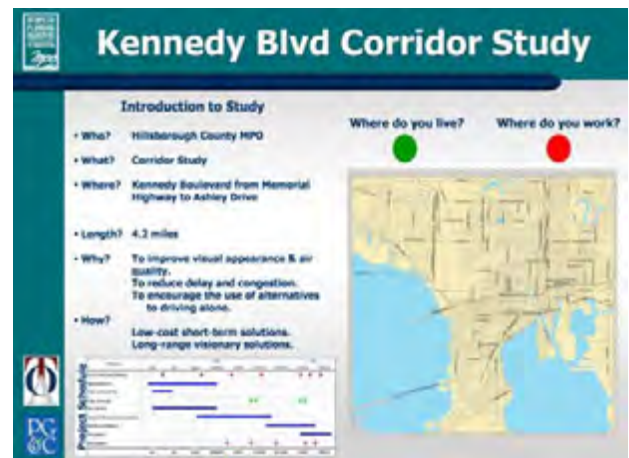 Kennedy Blvd Corridor Study
Introduction to Study
• Who? Hillsborough County MPO
• What? Corridor Study
• Where? Kennedy Boulevard from Memorial
Highway to Ashley Drive
• Length? 4.2 miles
• Why? To improve visual appearance & air
quality.
To reduce delay and congestion.
To encourage the use of alternatives
to driving alone.
• How?
Low-cost short-term solutions.
Long-range visionary solutions.
Where do you live?
Where do you work?
Project Schedule
PG